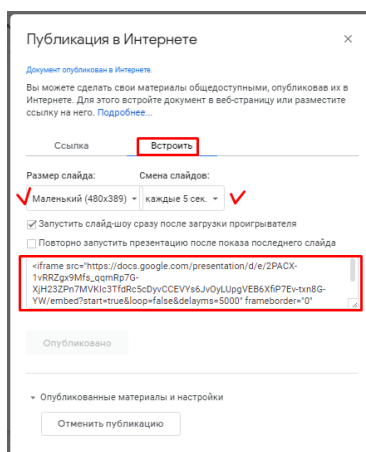 Публикация в Интернете
Документ опубликован в Интернете.
Вы можете сделать свои материалы общедоступными, опубликовав их в
Интернете. Для этого встройте документ в веб-страницу или разместите
ссылку на него. Подробнее...
Ссылка Встроить
Размер слайда: Смена слайдов:
Маленький (480x389) каждые 5 сек.
Запустить слайд-шоу сразу после загрузки проигрывателя
Повторно запустить презентацию после показа последнего слайда
<iframe src="https://docs.google.com/presentation/d/e/2PACX-
1vRRZgx9Mfs_qqmRp7G-
XjH23ZPn7MVKIc3TfdRc5cDyvCCEVYs6JvOyLUpgVEB6XfiP7Ev-txn8G-
YW/embed?start=true&loop=false&delayms=5000" frameborder="0"
Опубликовано
Опубликованные материалы и настройки
Отменить публикацию